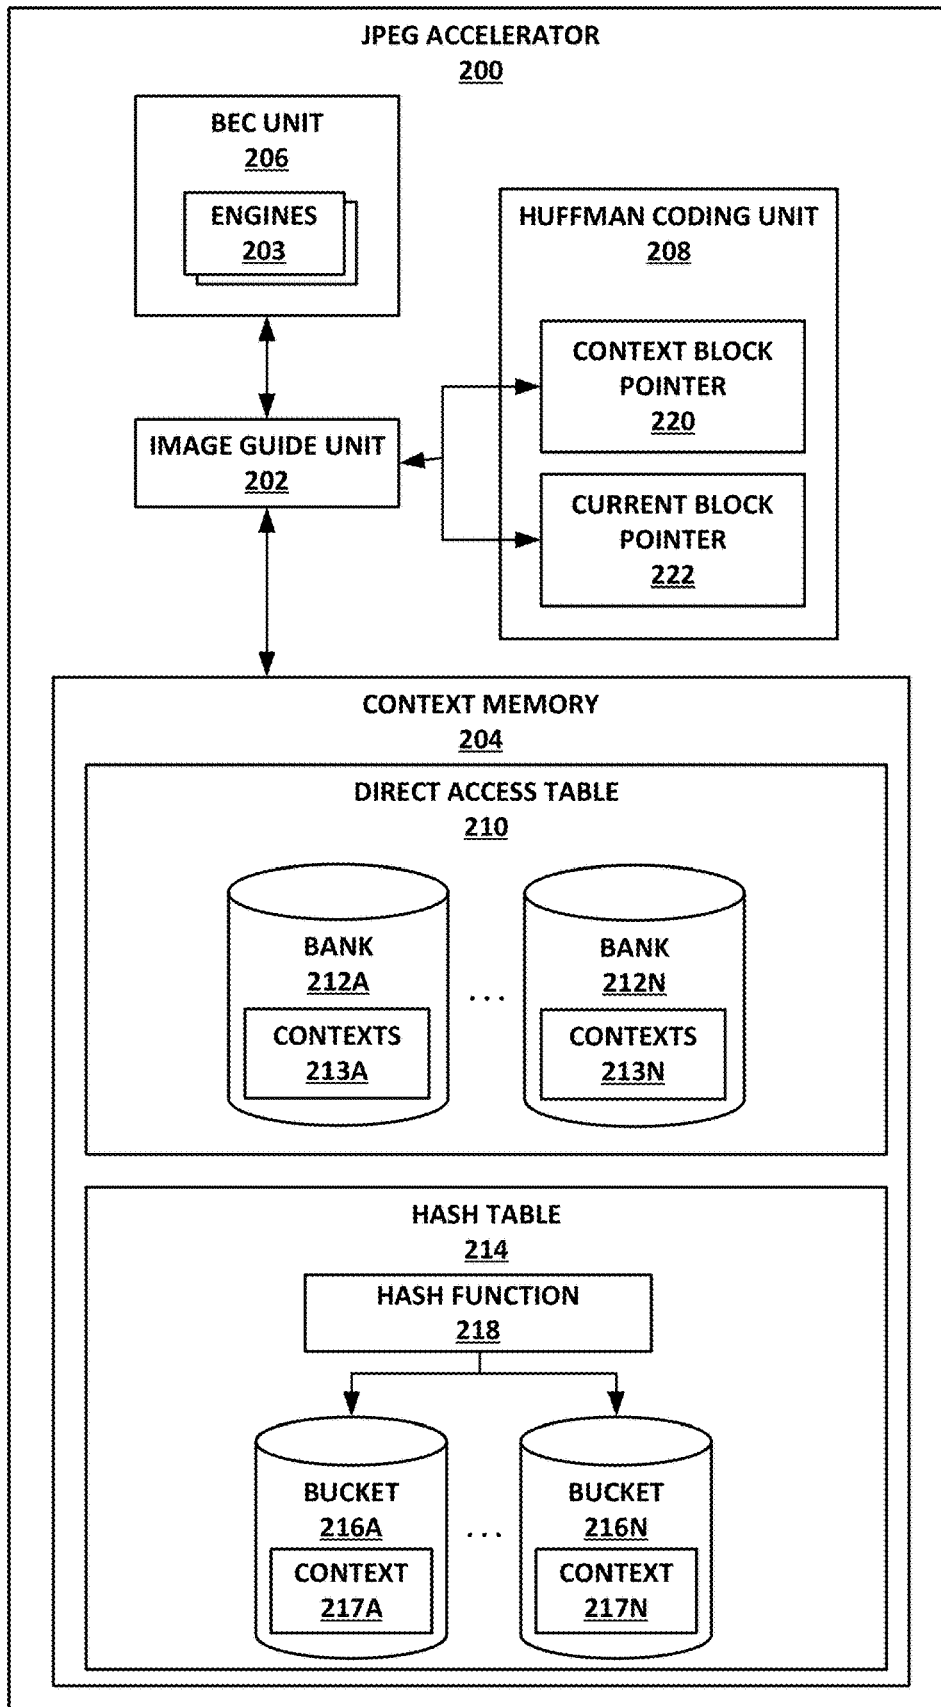 JPEG ACCELERATOR
200
BEC UNIT
206
ENGINES
203
HUFFMAN CODING UNIT
208
CONTEXT BLOCK
POINTER
220
IMAGE GUIDE UNIT
202
CURRENT BLOCK
POINTER
222
CONTEXT MEMORY
204
DIRECT ACCESS TABLE
210
BANK
212A
CONTEXTS
213A
...
BANK
212N
CONTEXTS
213N
HASH TABLE
214
HASH FUNCTION
218
BUCKET
216A
CONTEXT
217A
...
BUCKET
216N
CONTEXT
217N